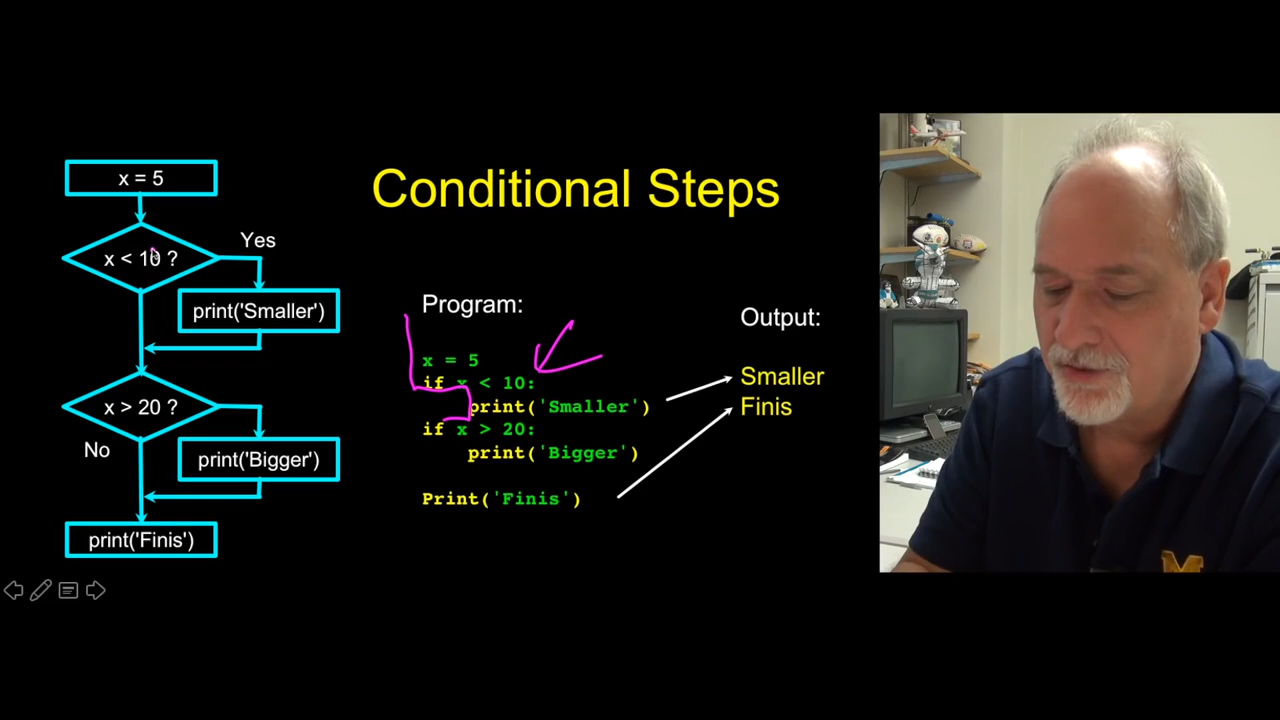 Conditional Steps
x = 5
x < 10 ?
Yes
print('Smaller')
x > 20 ?
No
print('Bigger')
print('Finis')
Program:
x = 5
if x < 10:
print('Smaller')
if x > 20:
print('Bigger')
Print('Finis')
Output:
Smaller
Finis
M